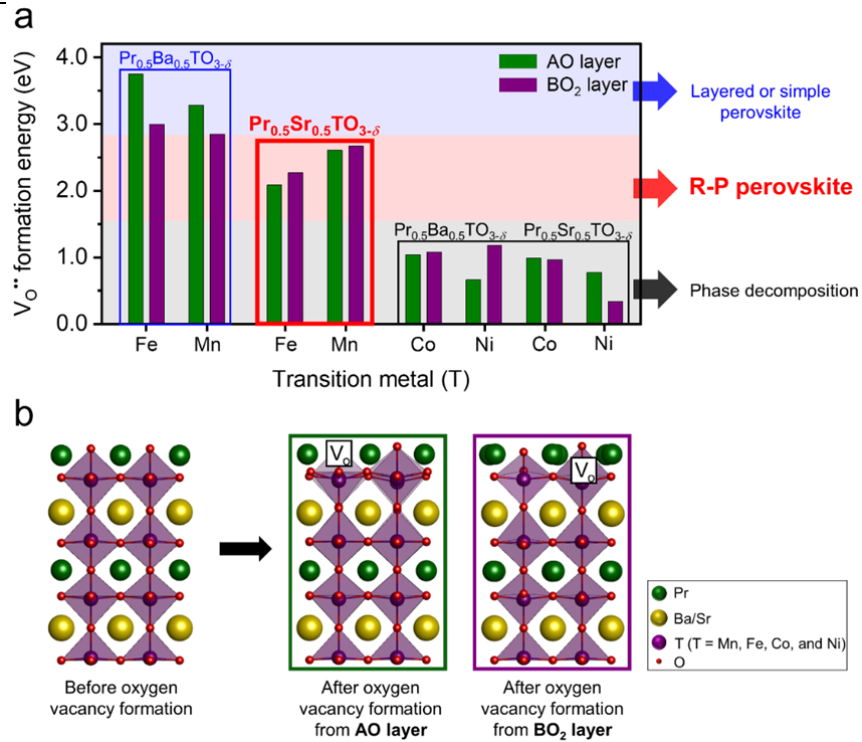 a
4.0
3.0
2.0
1.0
0.0
V_O^•• formation energy (eV)
Pr0.5Ba0.5TO3-δ
Pr0.5Sr0.5TO3-δ
Pr0.5Ba0.5TO3-δ
Pr0.5Sr0.5TO3-δ
AO layer
BO2 layer
Layered or simple
perovskite
R-P perovskite
Phase decomposition
Fe Mn Fe Mn Co Ni Co Ni
Transition metal (T)
b
VO
VO
Before oxygen
vacancy formation
After oxygen
vacancy formation
from AO layer
After oxygen
vacancy formation
from BO2 layer
Pr
Ba/Sr
T (T = Mn, Fe, Co, and Ni)
O